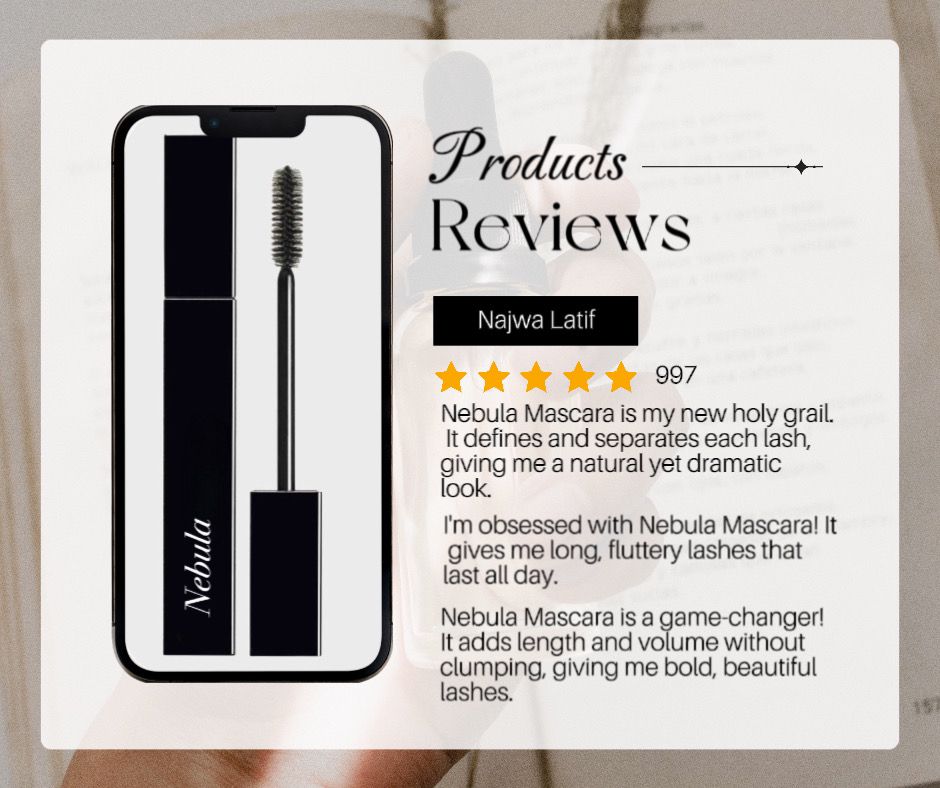 Products
Reviews
Najwa Latif
997
Nebula Mascara is my new holy grail.
It defines and separates each lash,
giving me a natural yet dramatic
look.
I'm obsessed with Nebula Mascara! It
gives me long, fluttery lashes that
last all day.
Nebula Mascara is a game-changer!
It adds length and volume without
clumping, giving me bold, beautiful
lashes.
Nebula